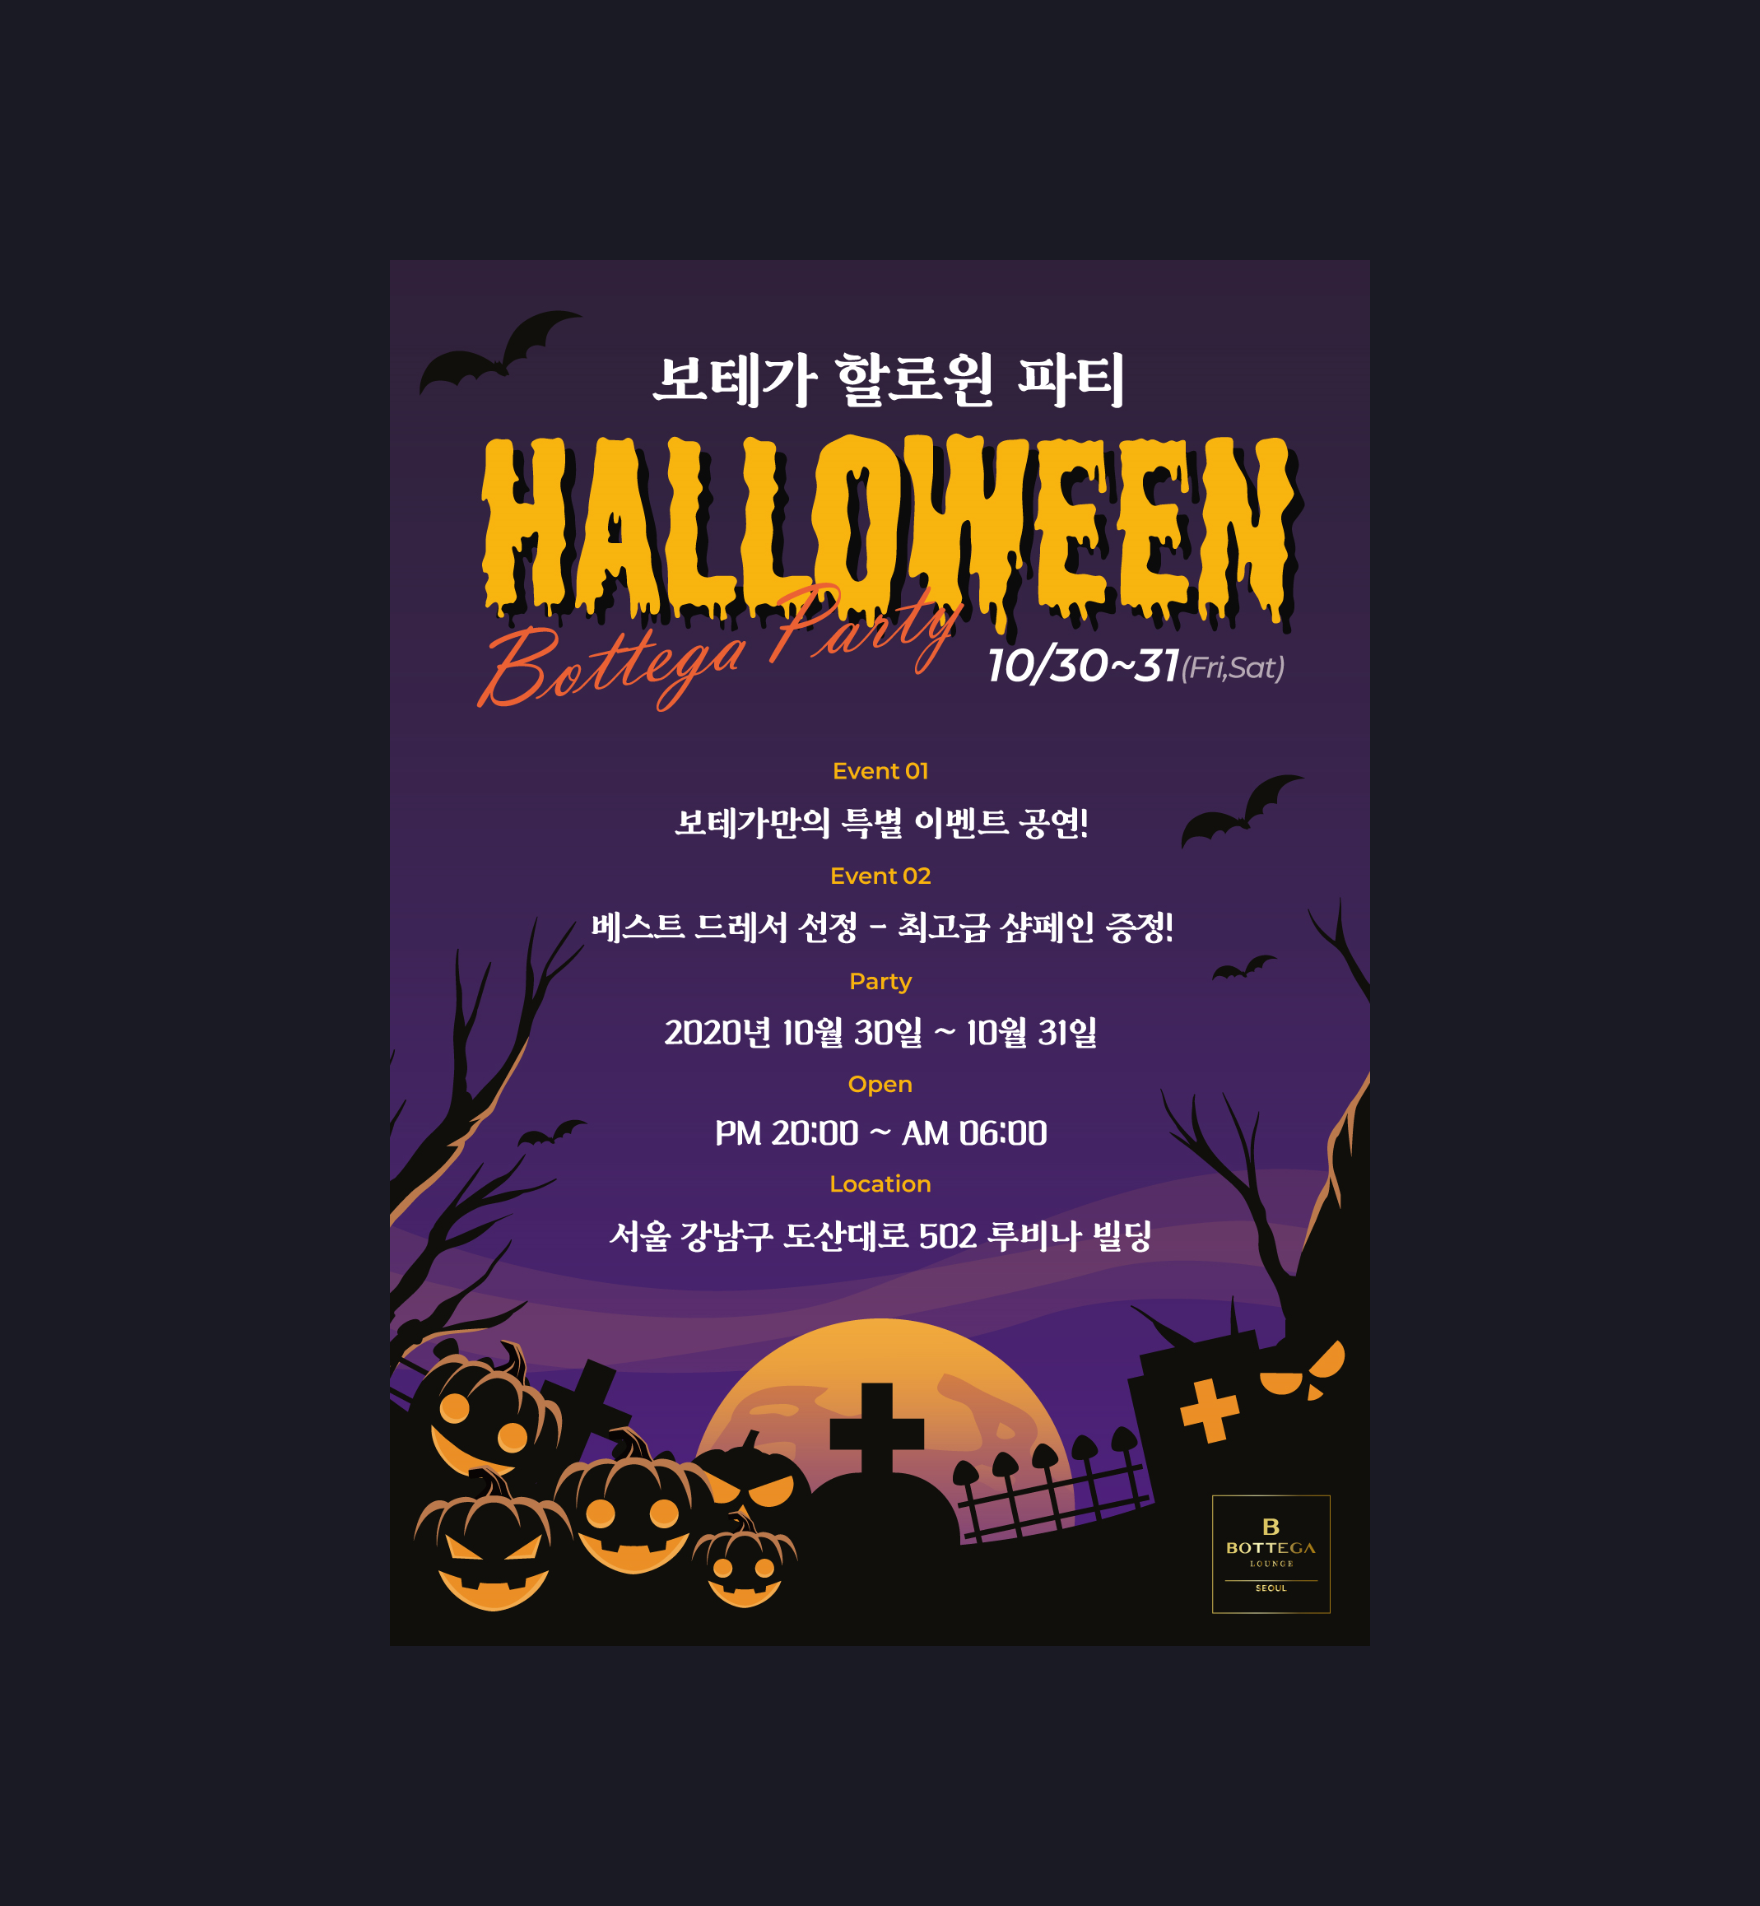 보테가 할로윈 파티
HALLOWEEN
Bottega Party
10/30~31(Fri,Sat)
Event 01
보테가만의 특별 이벤트 공연!
Event 02
베스트 드레서 선정 - 최고급 샴페인 증정!
Party
2020년 10월 30일 ~ 10월 31일
Open
PM 20:00 ~ AM 06:00
Location
서울 강남구 도산대로 502 루비나 빌딩
B
BOTTEGA
LOUNGE
SEOUL